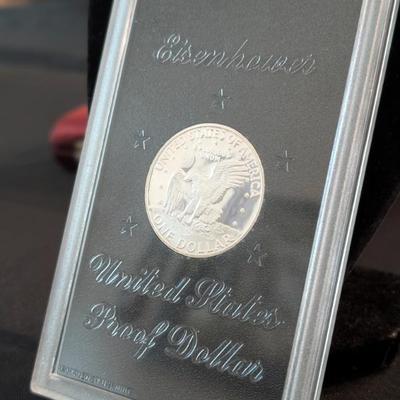 Eisenhower
UNITED STATES OF AMERICA
ONE DOLLAR
United States
Proof Dollar